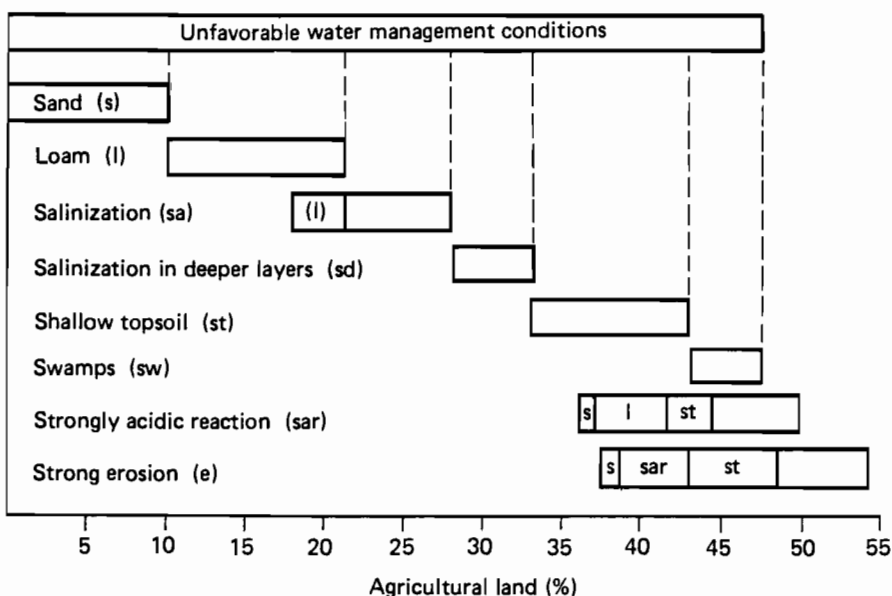 Unfavorable water management conditions
Sand (s)
Loam (l)
Salinization (sa)
(l)
Salinization in deeper layers (sd)
Shallow topsoil (st)
Swamps (sw)
Strongly acidic reaction (sar)
s l st
Strong erosion (e)
s sar st
5 10 15 20 25 30 35 40 45 50 55
Agricultural land (%)